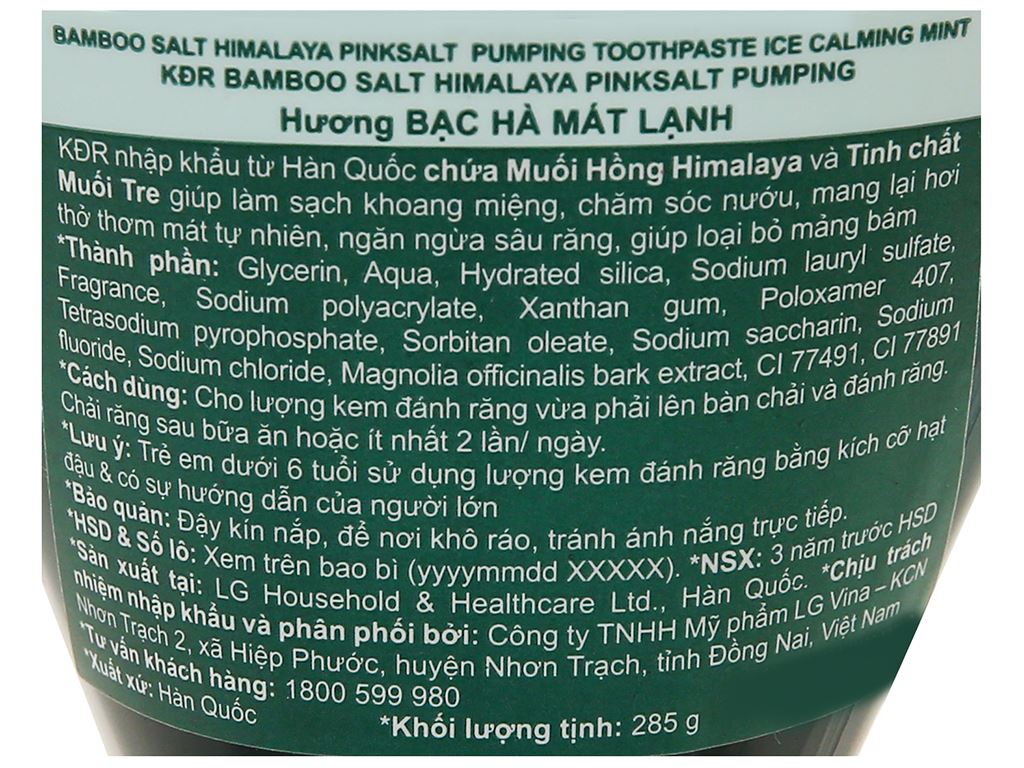 BAMBOO SALT HIMALAYA PINKSALT PUMPING TOOTHPASTE ICE CALMING MINT
KĐR BAMBOO SALT HIMALAYA PINKSALT PUMPING
Hương BẠC HÀ MÁT LẠNH
KĐR nhập khẩu từ Hàn Quốc chứa Muối Hồng Himalaya và Tinh chất
Muối Tre giúp làm sạch khoang miệng, chăm sóc nướu, mang lại hơi
thở thơm mát tự nhiên, ngăn ngừa sâu răng, giúp loại bỏ mảng bám
*Thành phần: Glycerin, Aqua, Hydrated silica, Sodium lauryl sulfate,
Fragrance, Sodium polyacrylate, Xanthan gum, Poloxamer 407,
Tetrasodium pyrophosphate, Sorbitan oleate, Sodium saccharin, Sodium
fluoride, Sodium chloride, Magnolia officinalis bark extract, CI 77491, CI 77891
*Cách dùng: Cho lượng kem đánh răng vừa phải lên bàn chải và đánh răng.
Chải răng sau bữa ăn hoặc ít nhất 2 lần/ ngày.
*Lưu ý: Trẻ em dưới 6 tuổi sử dụng lượng kem đánh răng bằng kích cỡ hạt
đậu & có sự hướng dẫn của người lớn
*Bảo quản: Đậy kín nắp, để nơi khô ráo, tránh ánh nắng trực tiếp.
*HSD & Số lô: Xem trên bao bì (yyyymmdd XXXXX). *NSX: 3 năm trước HSD
*Sản xuất tại: LG Household & Healthcare Ltd., Hàn Quốc. *Chịu trách
nhiệm nhập khẩu và phân phối bởi: Công ty TNHH Mỹ phẩm LG Vina – KCN
Nhơn Trạch 2, xã Hiệp Phước, huyện Nhơn Trạch, tỉnh Đồng Nai, Việt Nam
*Tư vấn khách hàng: 1800 599 980
*Xuất xứ: Hàn Quốc
*Khối lượng tịnh: 285 g